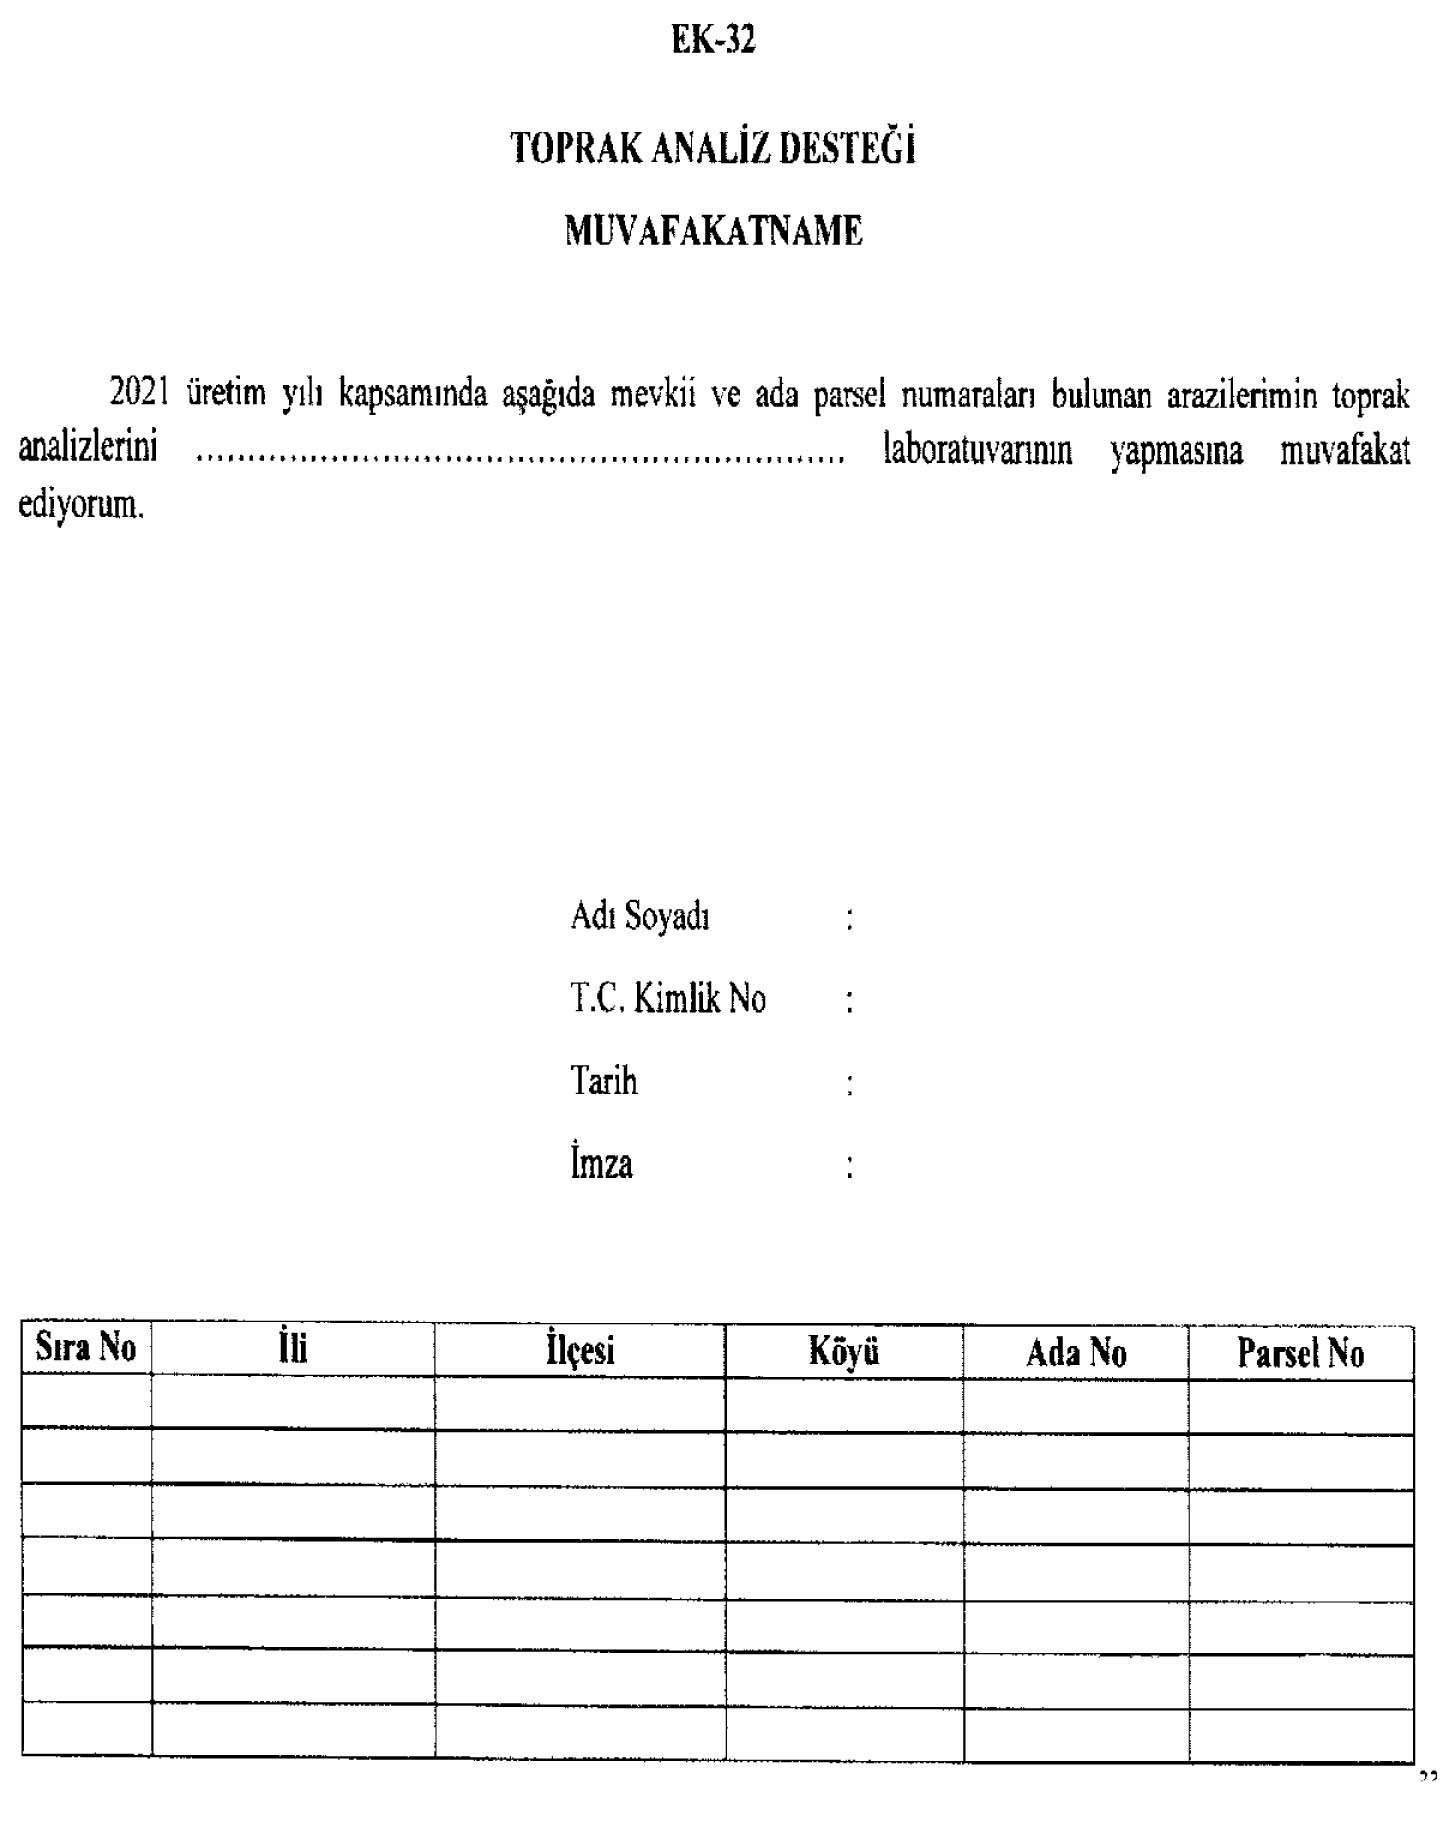 EK-32
TOPRAK ANALİZ DESTEĞİ
MUVAFAKATNAME
2021 üretim yılı kapsamında aşağıda mevkii ve ada parsel numaraları bulunan arazilerimin toprak
analizlerini .............................................................. laboratuvarının yapmasına muvafakat
ediyorum.
Adı Soyadı :
T.C. Kimlik No :
Tarih :
İmza :
Sıra No İli İlçesi Köyü Ada No Parsel No
”